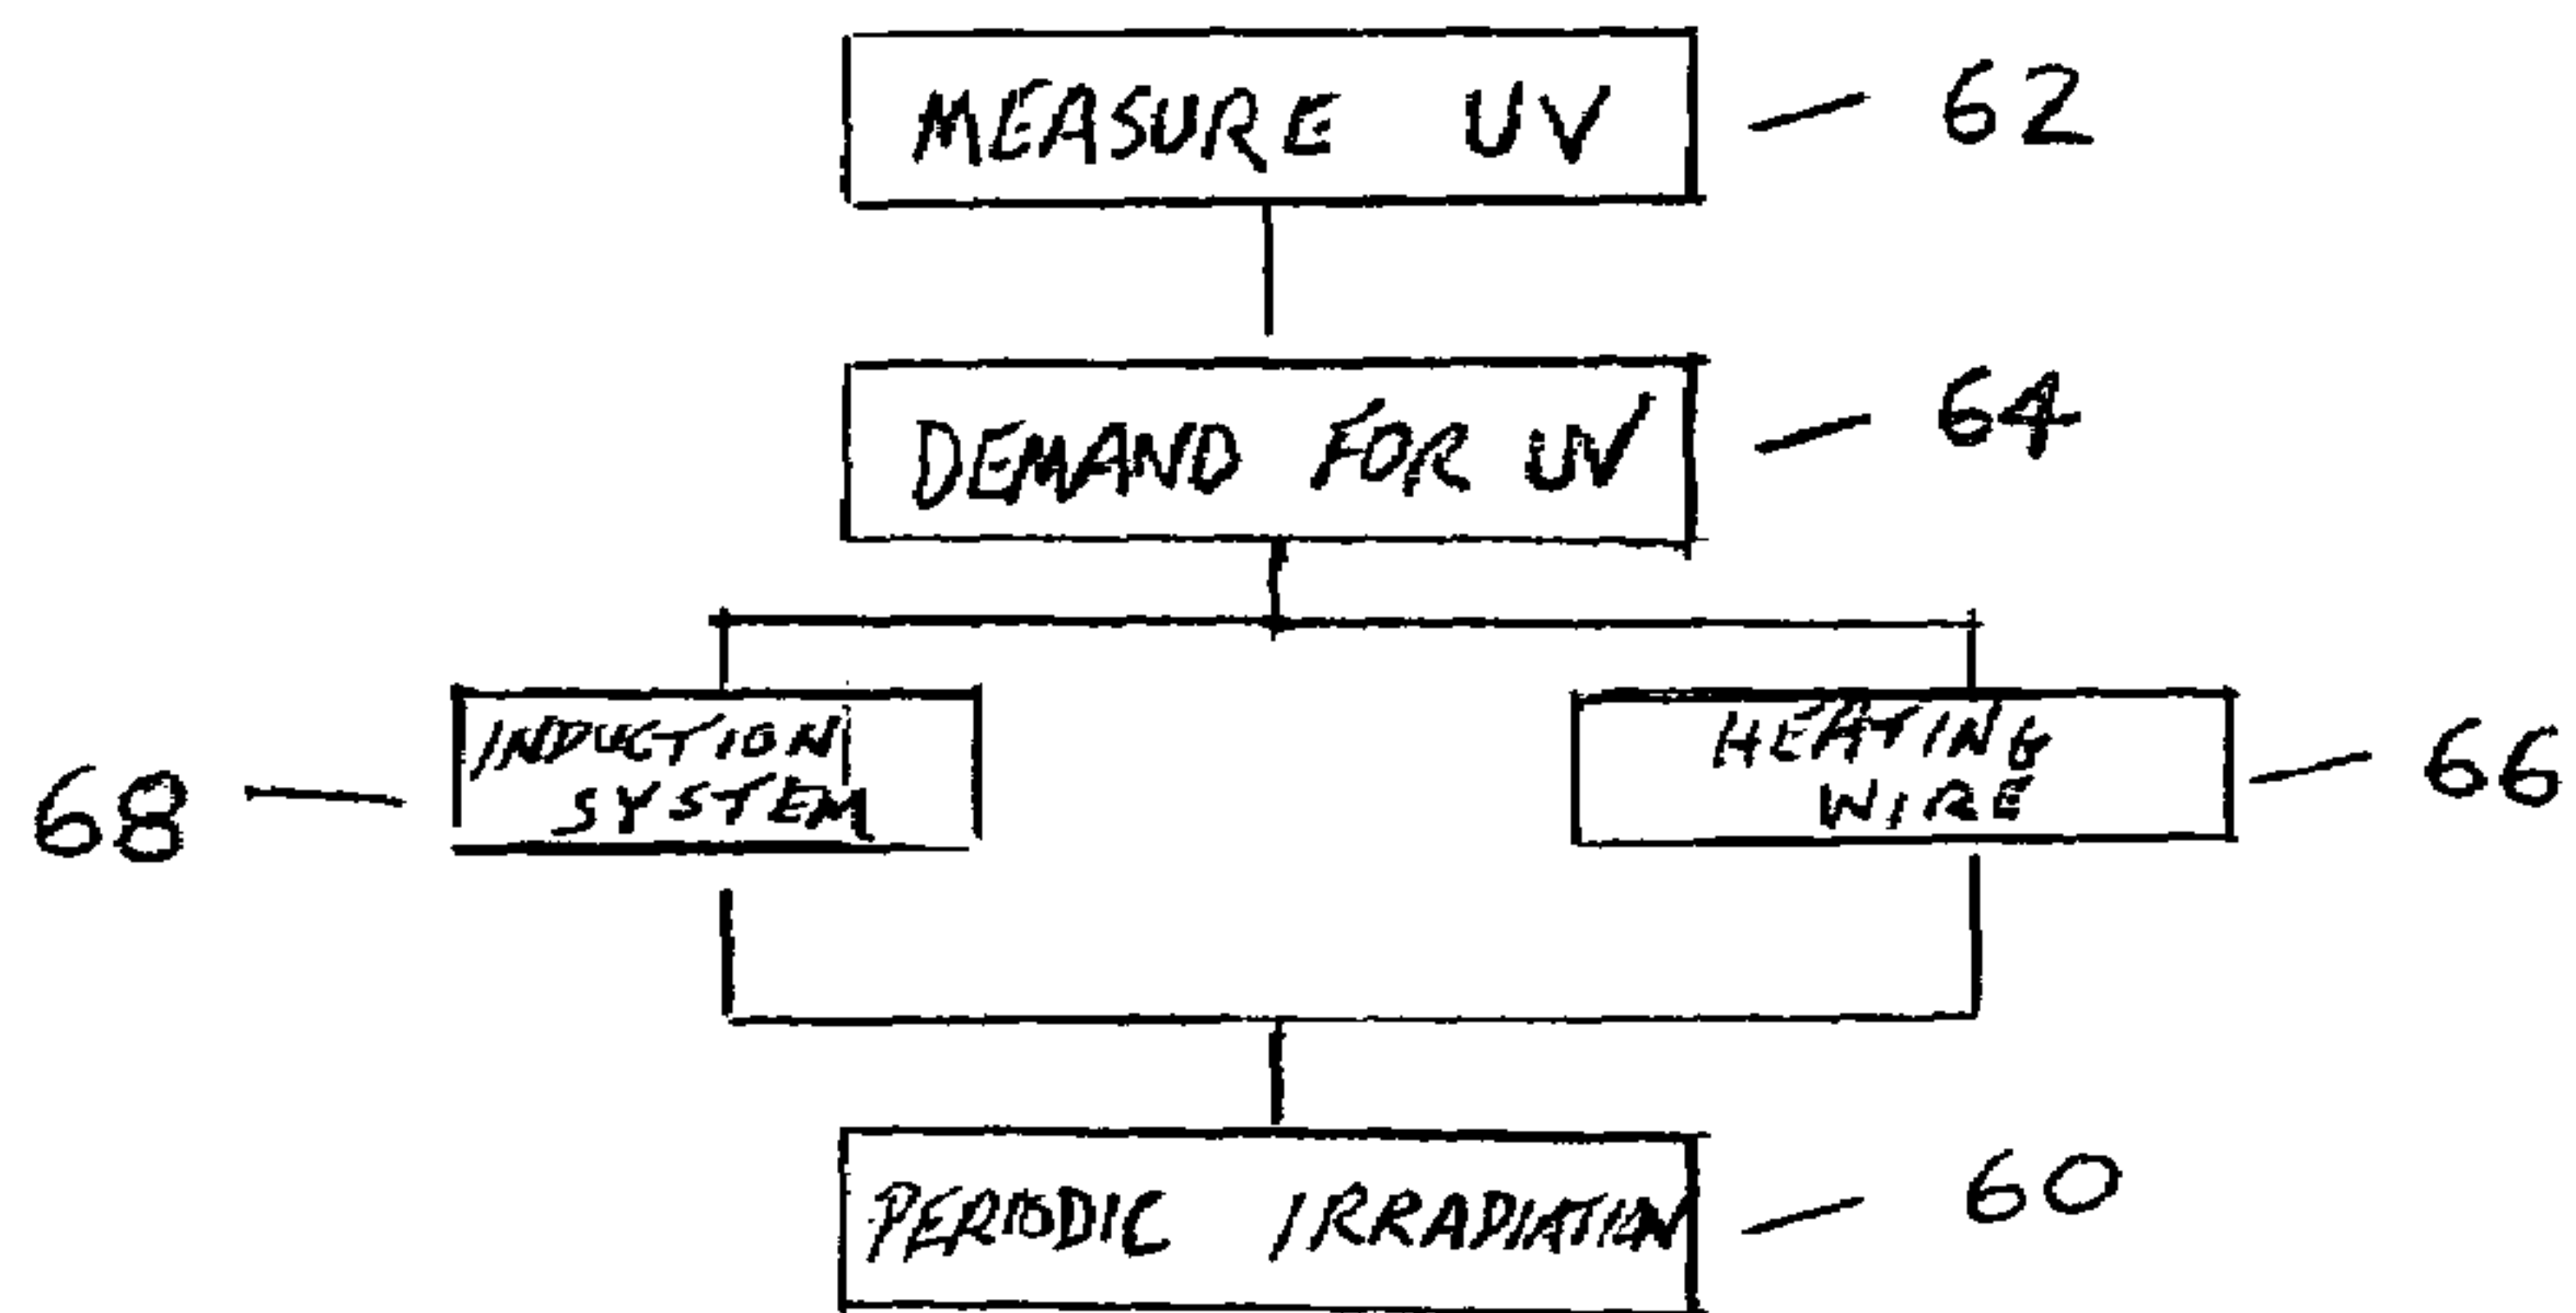 MEASURE UV 62
DEMAND FOR UV 64
INDUCTION HEATING
68 SYSTEM WIRE 66
PERIODIC IRRADIATION 60